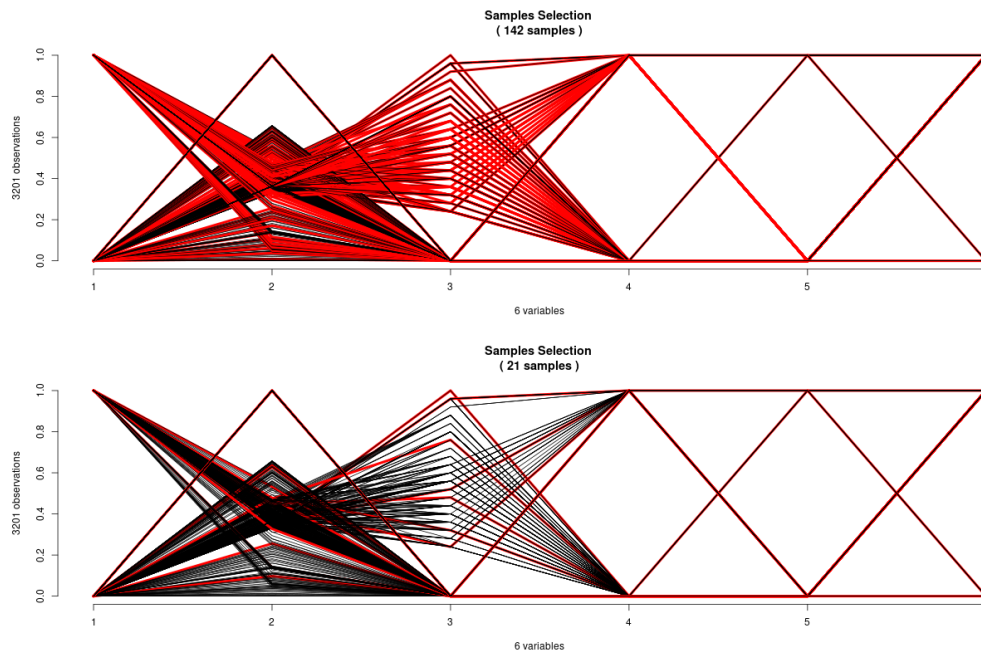 Samples Selection
( 142 samples )
3201 observations
1.0
0.8
0.6
0.4
0.2
0.0
1 2 3 4 5
6 variables
Samples Selection
( 21 samples )
3201 observations
1.0
0.8
0.6
0.4
0.2
0.0
1 2 3 4 5
6 variables